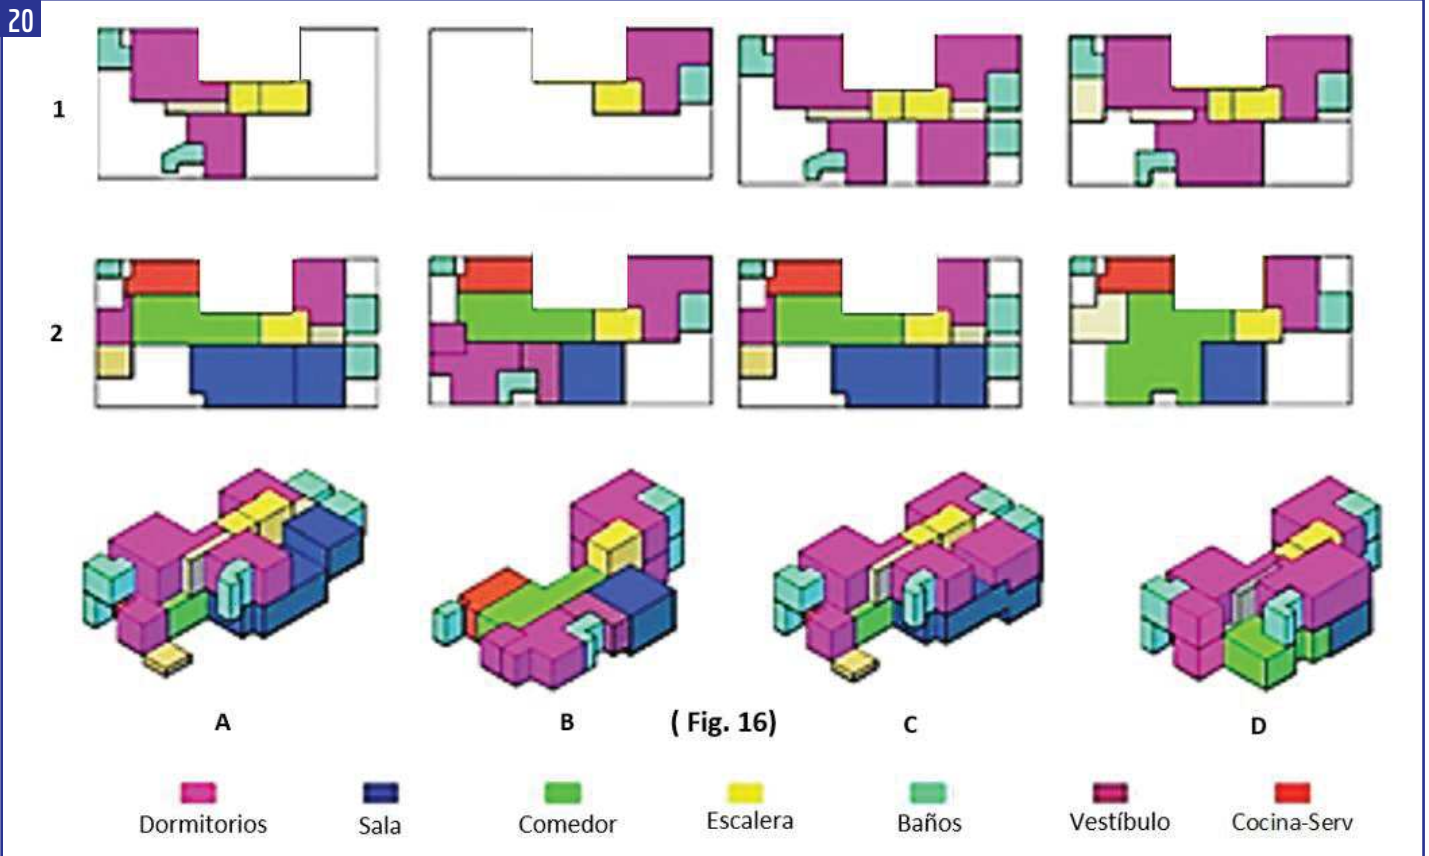 20
1
2
A B ( Fig. 16) C D
Dormitorios Sala Comedor Escalera Baños Vestíbulo Cocina-Serv